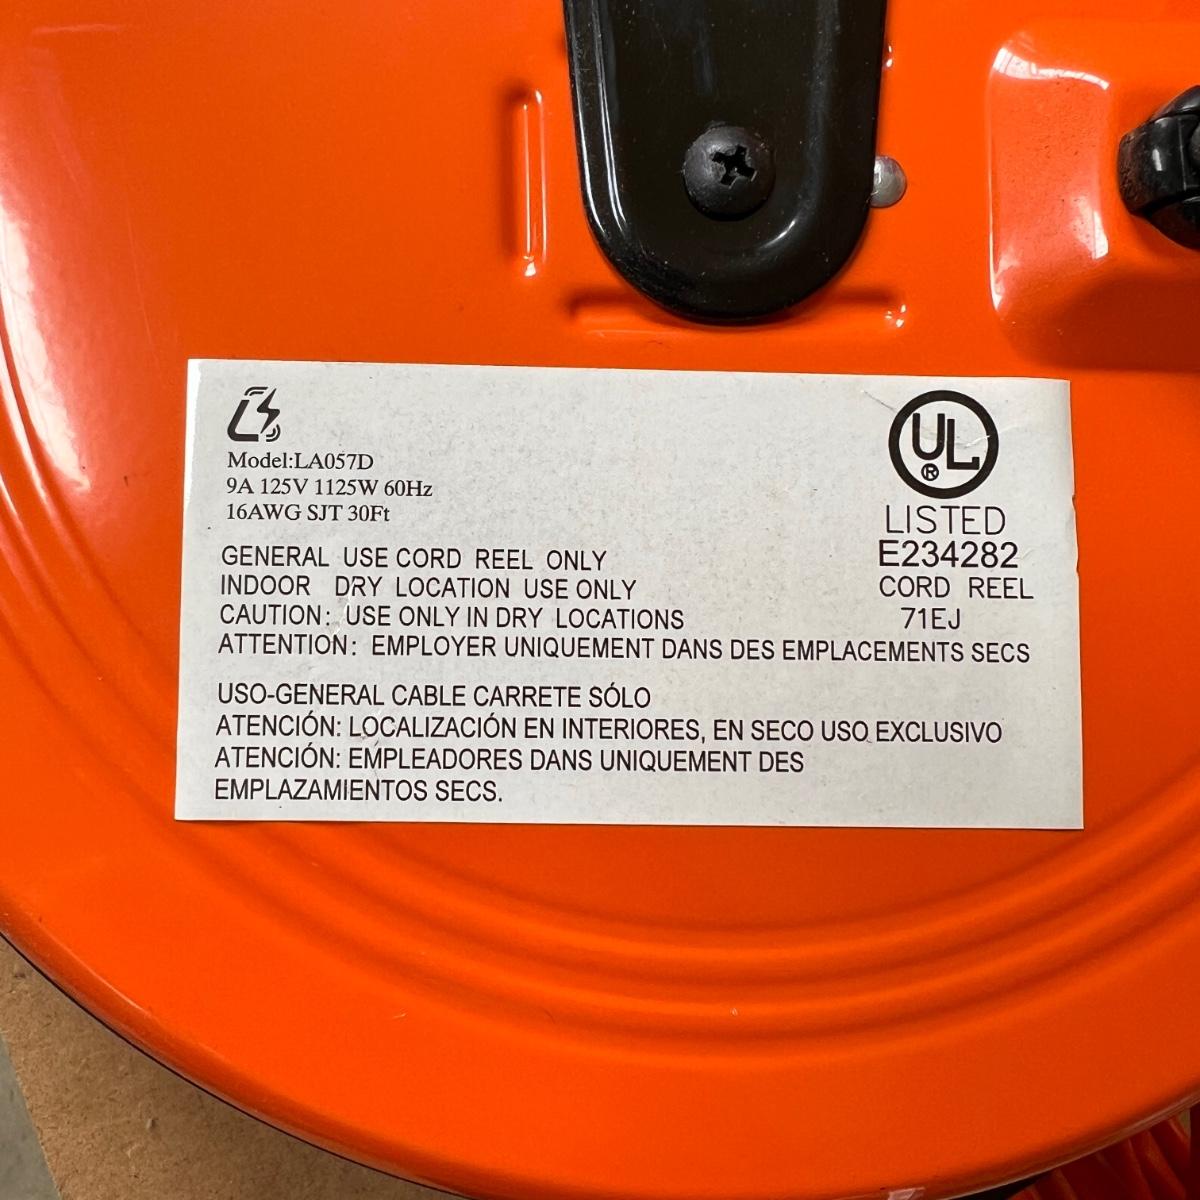 Model:LA057D
9A 125V 1125W 60Hz
16AWG SJT 30Ft
UL
®
LISTED
E234282
CORD REEL
71EJ
GENERAL USE CORD REEL ONLY
INDOOR DRY LOCATION USE ONLY
CAUTION: USE ONLY IN DRY LOCATIONS
ATTENTION: EMPLOYER UNIQUEMENT DANS DES EMPLACEMENTS SECS
USO-GENERAL CABLE CARRETE SÓLO
ATENCIÓN: LOCALIZACIÓN EN INTERIORES, EN SECO USO EXCLUSIVO
ATENCIÓN: EMPLEADORES DANS UNIQUEMENT DES
EMPLAZAMIENTOS SECS.